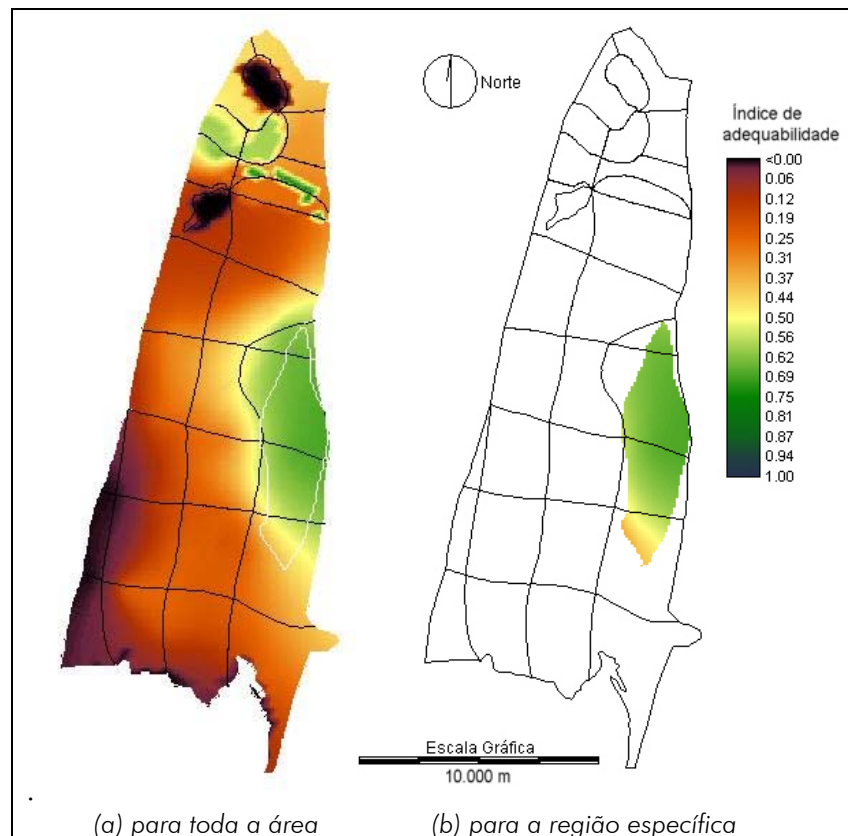 Norte
Índice de
adequabilidade
<0.00
0.06
0.12
0.19
0.25
0.31
0.37
0.44
0.50
0.56
0.62
0.69
0.75
0.81
0.87
0.94
1.00
Escala Gráfica
10.000 m
(a) para toda a área
(b) para a região específica